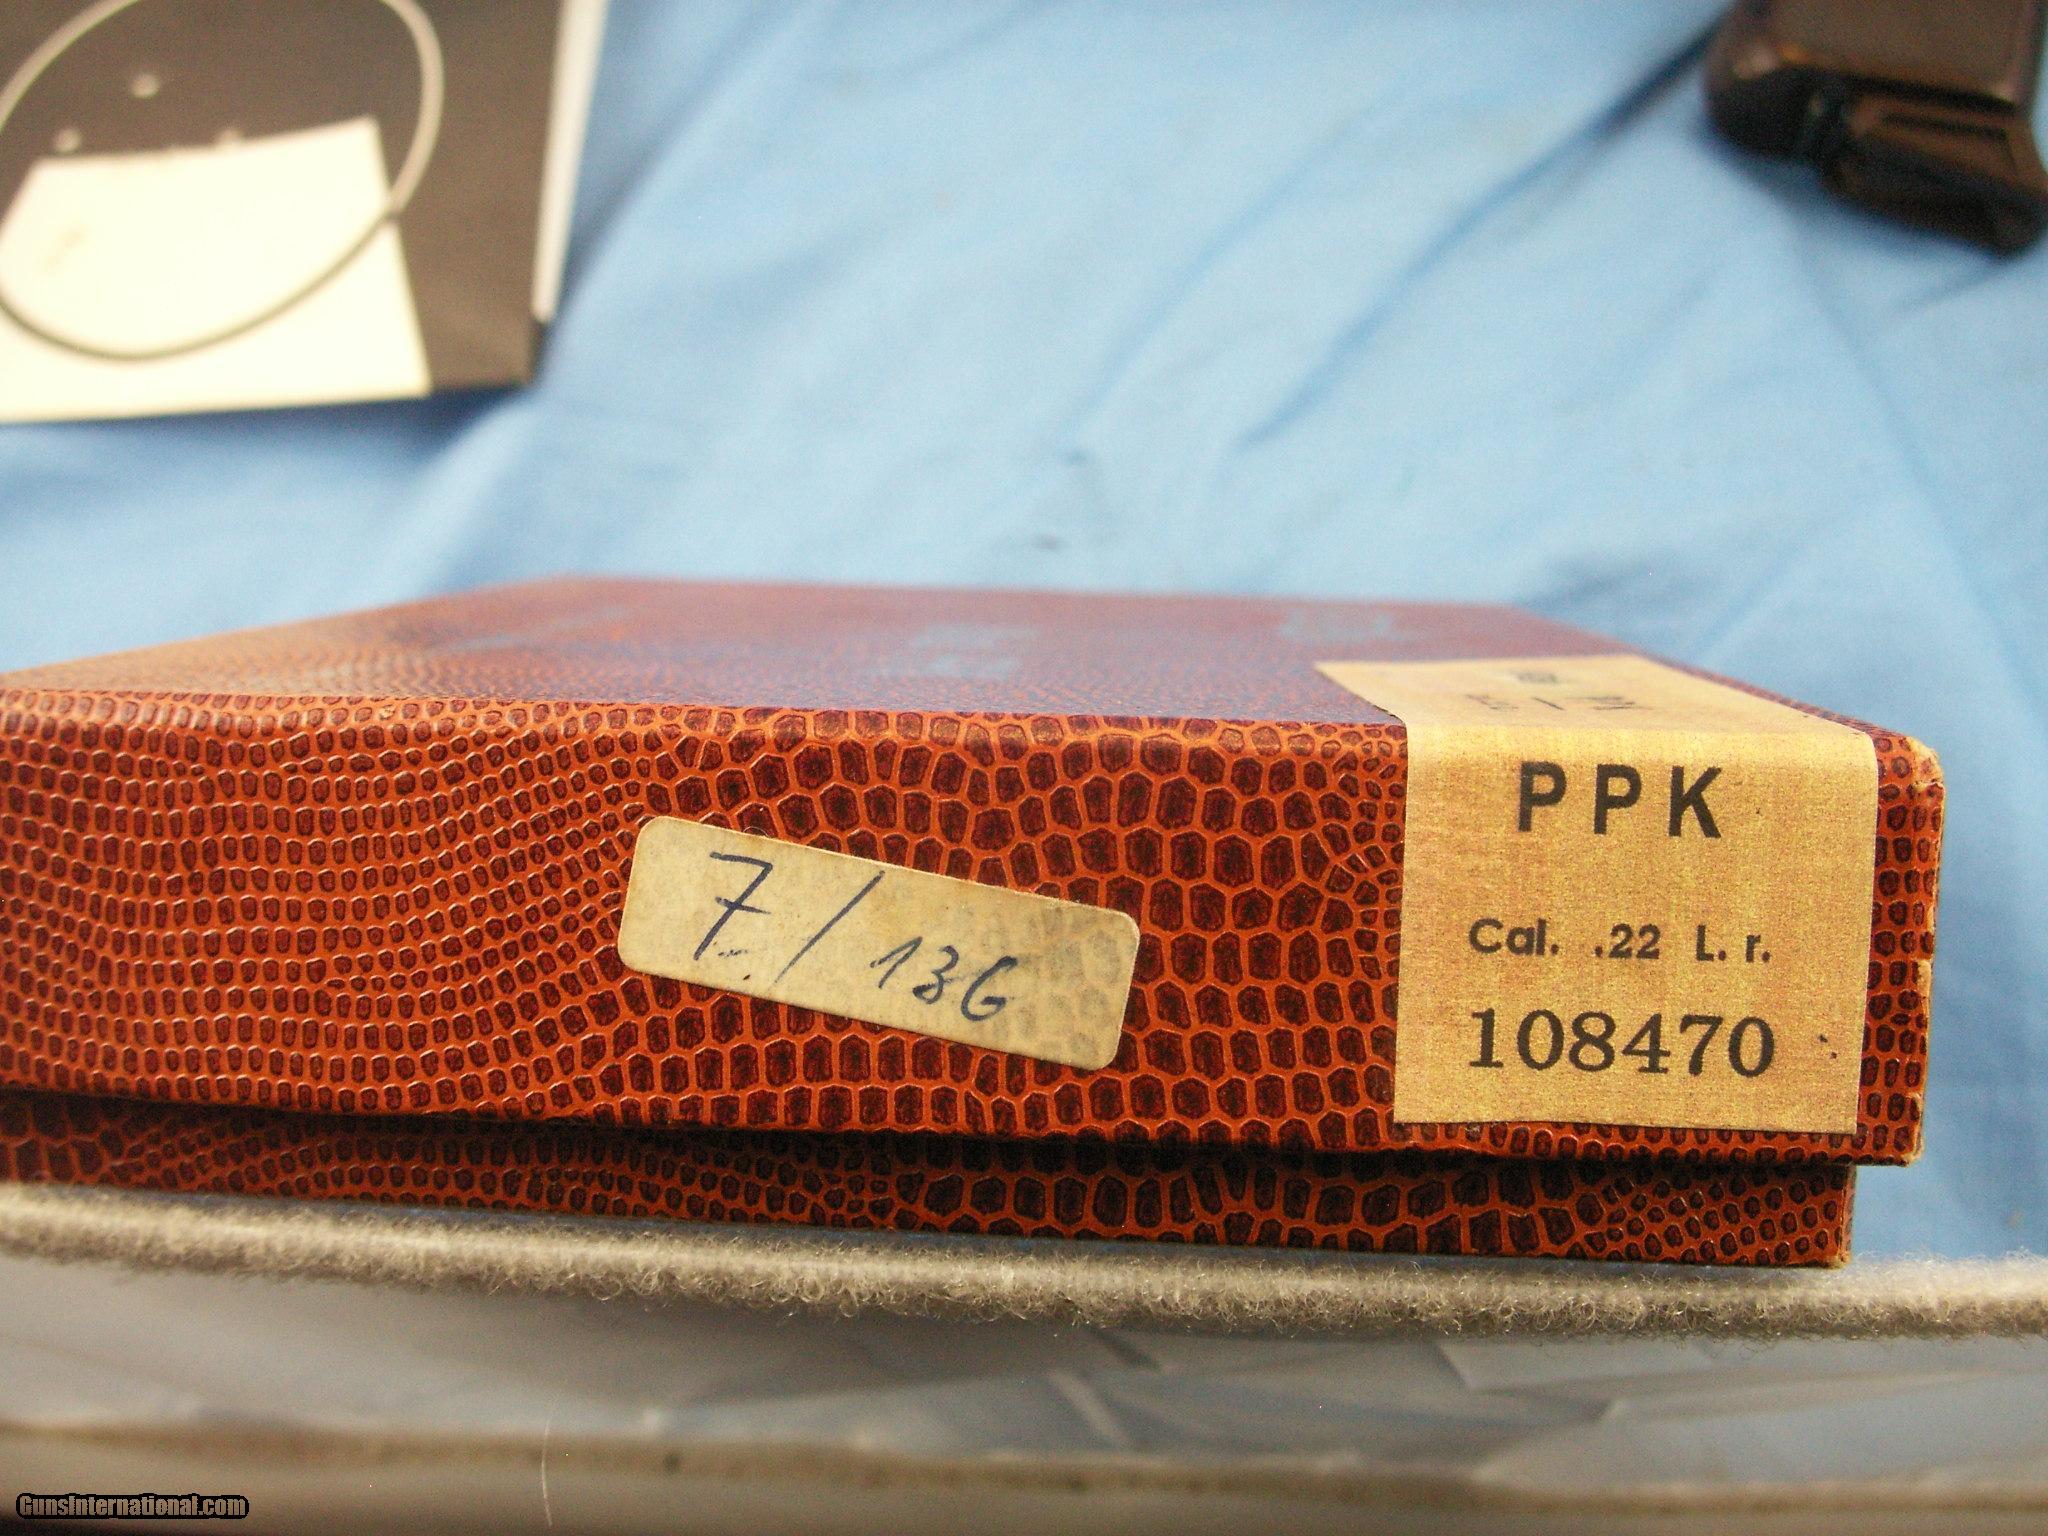 PPK
Cal. .22 L. r.
108470
7/136
GunsInternational.com